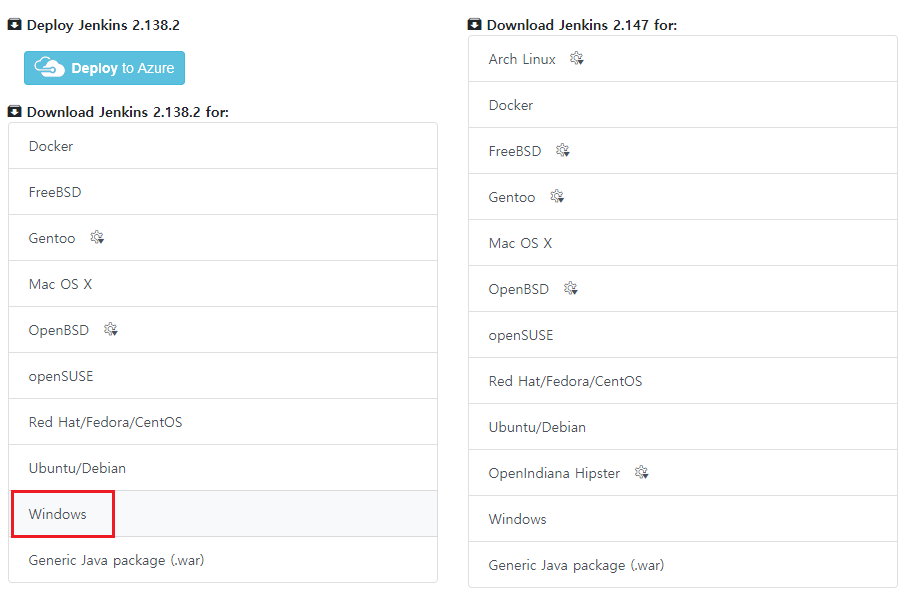 Deploy Jenkins 2.138.2
Deploy to Azure
Download Jenkins 2.138.2 for:
Docker
FreeBSD
Gentoo
Mac OS X
OpenBSD
openSUSE
Red Hat/Fedora/CentOS
Ubuntu/Debian
Windows
Generic Java package (.war)
Download Jenkins 2.147 for:
Arch Linux
Docker
FreeBSD
Gentoo
Mac OS X
OpenBSD
openSUSE
Red Hat/Fedora/CentOS
Ubuntu/Debian
OpenIndiana Hipster
Windows
Generic Java package (.war)